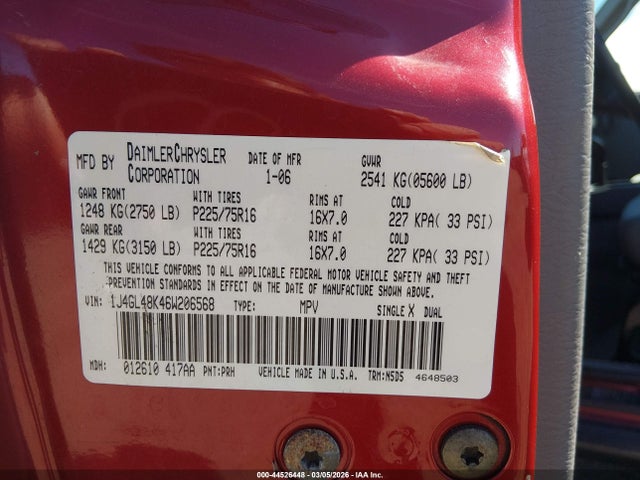 MFD BY DAIMLERCHRYSLER CORPORATION DATE OF MFR 1-06 GVWR 2541 KG(05600 LB)
GAWR FRONT WITH TIRES RIMS AT COLD
1248 KG(2750 LB) P225/75R16 16X7.0 227 KPA( 33 PSI)
GAWR REAR WITH TIRES RIMS AT COLD
1429 KG(3150 LB) P225/75R16 16X7.0 227 KPA( 33 PSI)
THIS VEHICLE CONFORMS TO ALL APPLICABLE FEDERAL MOTOR VEHICLE SAFETY AND THEFT
PREVENTION STANDARDS IN EFFECT ON THE DATE OF MANUFACTURE SHOWN ABOVE.
VIN: 1J4GL48K46W206568 TYPE: MPV SINGLE X DUAL
MDH: 012610 417AA PNT:PRH VEHICLE MADE IN U.S.A. TRM:N5DS 4648503
000-44526448 - 03/05/2026 - IAA Inc.